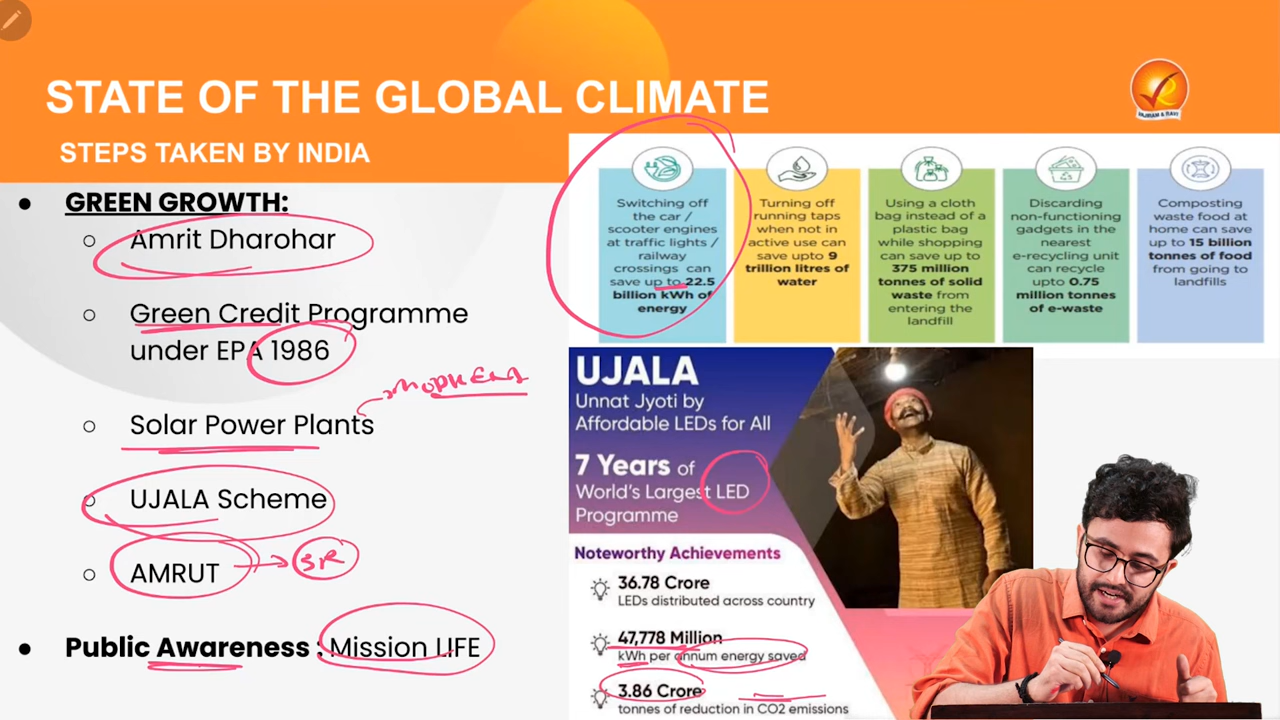 STATE OF THE GLOBAL CLIMATE
STEPS TAKEN BY INDIA
VAJIRAM & RAVI
● GREEN GROWTH:
○ Amrit Dharohar
○ Green Credit Programme
under EPA 1986
MODHERA
○ Solar Power Plants
○ UJALA Scheme
○ AMRUT
SR
● Public Awareness : Mission LIFE
Switching off
the car /
scooter engines
at traffic lights /
railway
crossings can
save up to 22.5
billion kWh of
energy
Turning off
running taps
when not in
active use can
save upto 9
trillion litres of
water
Using a cloth
bag instead of a
plastic bag
while shopping
can save up to
375 million
tonnes of solid
waste from
entering the
landfill
Discarding
non-functioning
gadgets in the
nearest
e-recycling unit
can recycle
upto 0.75
million tonnes
of e-waste
Composting
waste food at
home can save
up to 15 billion
tonnes of food
from going to
landfills
UJALA
Unnat Jyoti by
Affordable LEDs for All
7 Years of
World's Largest LED
Programme
Noteworthy Achievements
36.78 Crore
LEDs distributed across country
47,778 Million
kWh per annum energy saved
3.86 Crore
tonnes of reduction in CO2 emissions